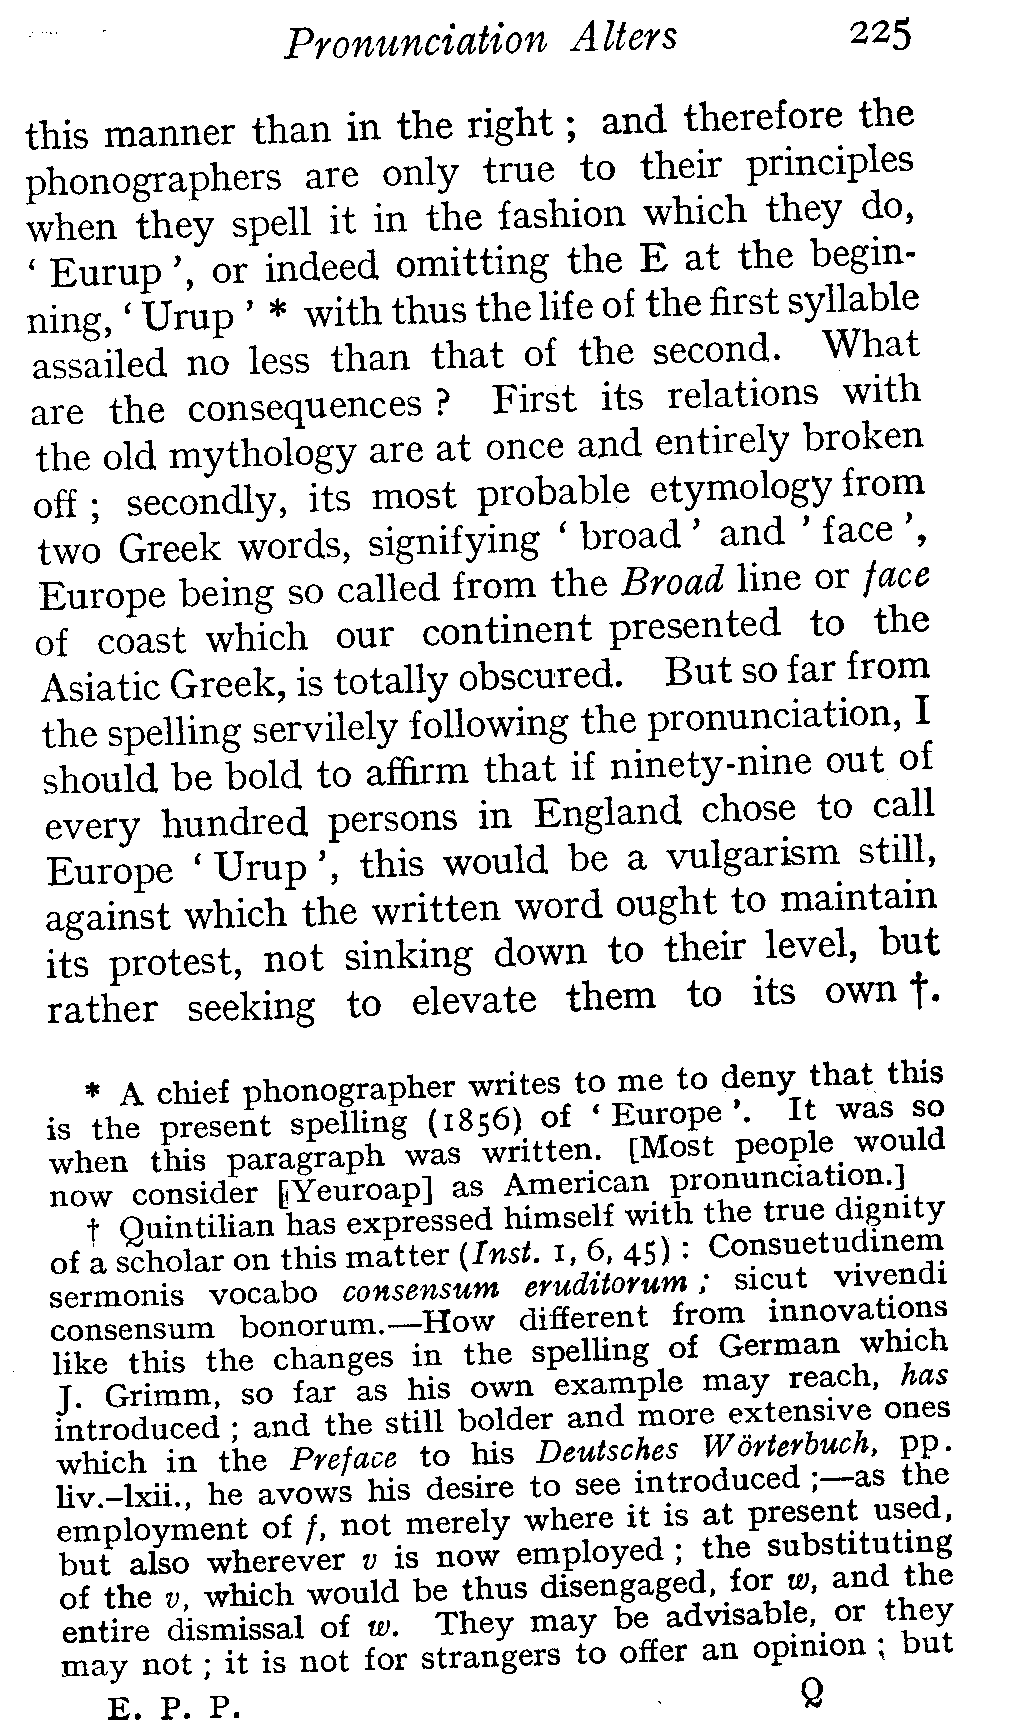 Pronunciation Alters 225
this manner than in the right ; and therefore the
phonographers are only true to their principles
when they spell it in the fashion which they do,
‘ Eurup ’, or indeed omitting the E at the begin-
ning, ‘ Urup ’ * with thus the life of the first syllable
assailed no less than that of the second. What
are the consequences ? First its relations with
the old mythology are at once and entirely broken
off ; secondly, its most probable etymology from
two Greek words, signifying ‘ broad ’ and ’ face ’,
Europe being so called from the Broad line or face
of coast which our continent presented to the
Asiatic Greek, is totally obscured. But so far from
the spelling servilely following the pronunciation, I
should be bold to affirm that if ninety-nine out of
every hundred persons in England chose to call
Europe ‘ Urup ’, this would be a vulgarism still,
against which the written word ought to maintain
its protest, not sinking down to their level, but
rather seeking to elevate them to its own †.
* A chief phonographer writes to me to deny that this
is the present spelling (1856) of ‘ Europe ’. It was so
when this paragraph was written. [Most people would
now consider [Yeuroap] as American pronunciation.]
† Quintilian has expressed himself with the true dignity
of a scholar on this matter (Inst. 1, 6, 45) : Consuetudinem
sermonis vocabo consensum eruditorum ; sicut vivendi
consensum bonorum.—How different from innovations
like this the changes in the spelling of German which
J. Grimm, so far as his own example may reach, has
introduced ; and the still bolder and more extensive ones
which in the Preface to his Deutsches Wörterbuch, pp.
liv.–lxii., he avows his desire to see introduced ;—as the
employment of f, not merely where it is at present used,
but also wherever v is now employed ; the substituting
of the v, which would be thus disengaged, for w, and the
entire dismissal of w. They may be advisable, or they
may not ; it is not for strangers to offer an opinion ; but
E. P. P. Q